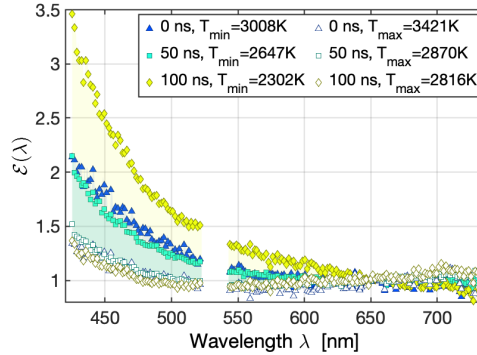 0 ns, T_min=3008K 0 ns, T_max=3421K
50 ns, T_min=2647K 50 ns, T_max=2870K
100 ns, T_min=2302K 100 ns, T_max=2816K
3.5
3
2.5
2
1.5
1
ℰ(λ)
450 500 550 600 650 700
Wavelength λ [nm]